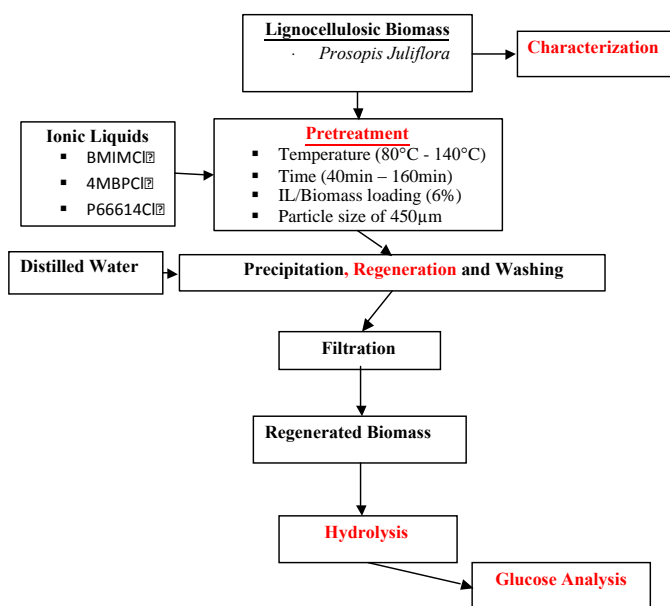 Lignocellulosic Biomass
· Prosopis Juliflora
Characterization
Ionic Liquids
▪ BMIMCl�
▪ 4MBPCl�
▪ P66614Cl�
Pretreatment
▪ Temperature (80°C - 140°C)
▪ Time (40min – 160min)
▪ IL/Biomass loading (6%)
▪ Particle size of 450µm
Distilled Water
Precipitation, Regeneration and Washing
Filtration
Regenerated Biomass
Hydrolysis
Glucose Analysis